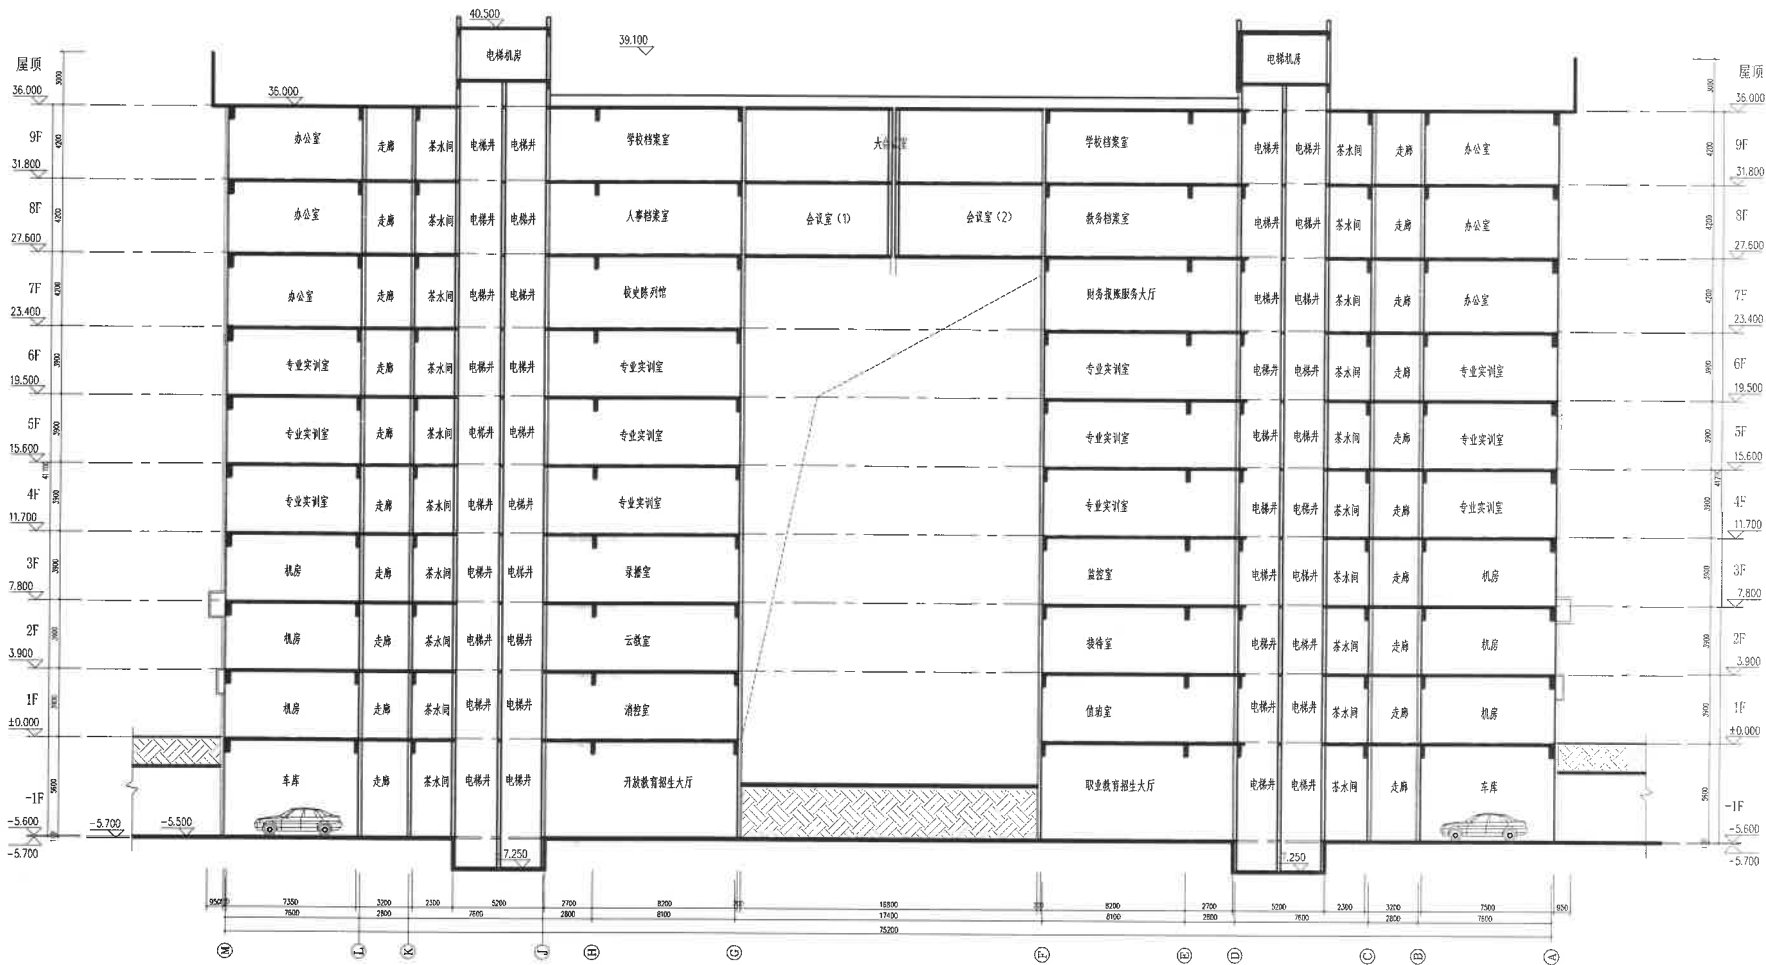 40.500
39.100
电梯机房
电梯机房
屋顶
36.000
36.000
3000
3000
屋顶
36.000
9F
4200
办公室
走廊
茶水间
电梯井
电梯井
学校档案室
学校档案室
电梯井
电梯井
茶水间
走廊
办公室
4200
9F
31.800
31.800
8F
4200
办公室
走廊
茶水间
电梯井
电梯井
人事档案室
会议室(1)
会议室(2)
教务档案室
电梯井
电梯井
茶水间
走廊
办公室
4200
8F
27.600
27.600
7F
4200
办公室
走廊
茶水间
电梯井
电梯井
校史陈列馆
财务报账服务大厅
电梯井
电梯井
茶水间
走廊
办公室
4200
7F
23.400
23.400
6F
3900
专业实训室
走廊
茶水间
电梯井
电梯井
专业实训室
专业实训室
电梯井
电梯井
茶水间
走廊
专业实训室
3900
6F
19.500
19.500
5F
3900
专业实训室
走廊
茶水间
电梯井
电梯井
专业实训室
专业实训室
电梯井
电梯井
茶水间
走廊
专业实训室
3900
5F
15.600
15.600
4F
3900
专业实训室
走廊
茶水间
电梯井
电梯井
专业实训室
专业实训室
电梯井
电梯井
茶水间
走廊
专业实训室
3900
4F
11.700
11.700
3F
3900
机房
走廊
茶水间
电梯井
电梯井
录播室
监控室
电梯井
电梯井
茶水间
走廊
机房
3900
3F
7.800
7.800
2F
3900
机房
走廊
茶水间
电梯井
电梯井
云教室
接待室
电梯井
电梯井
茶水间
走廊
机房
3900
2F
3.900
3.900
1F
3900
机房
走廊
茶水间
电梯井
电梯井
消控室
值班室
电梯井
电梯井
茶水间
走廊
机房
3900
1F
±0.000
±0.000
-1F
5600
车库
走廊
茶水间
电梯井
电梯井
开放教育招生大厅
职业教育招生大厅
电梯井
电梯井
茶水间
走廊
车库
5600
-1F
-5.600
-5.700
-5.500
-5.600
-5.700
7.250
7.250
-5.700
950
7350
3200
2300
5200
2700
8200
16800
8200
2700
5200
2300
3200
7500
950
7600
2800
7600
2800
8100
17400
8100
2800
7600
2800
7600
75200
M
L
K
J
H
G
F
E
D
C
B
A